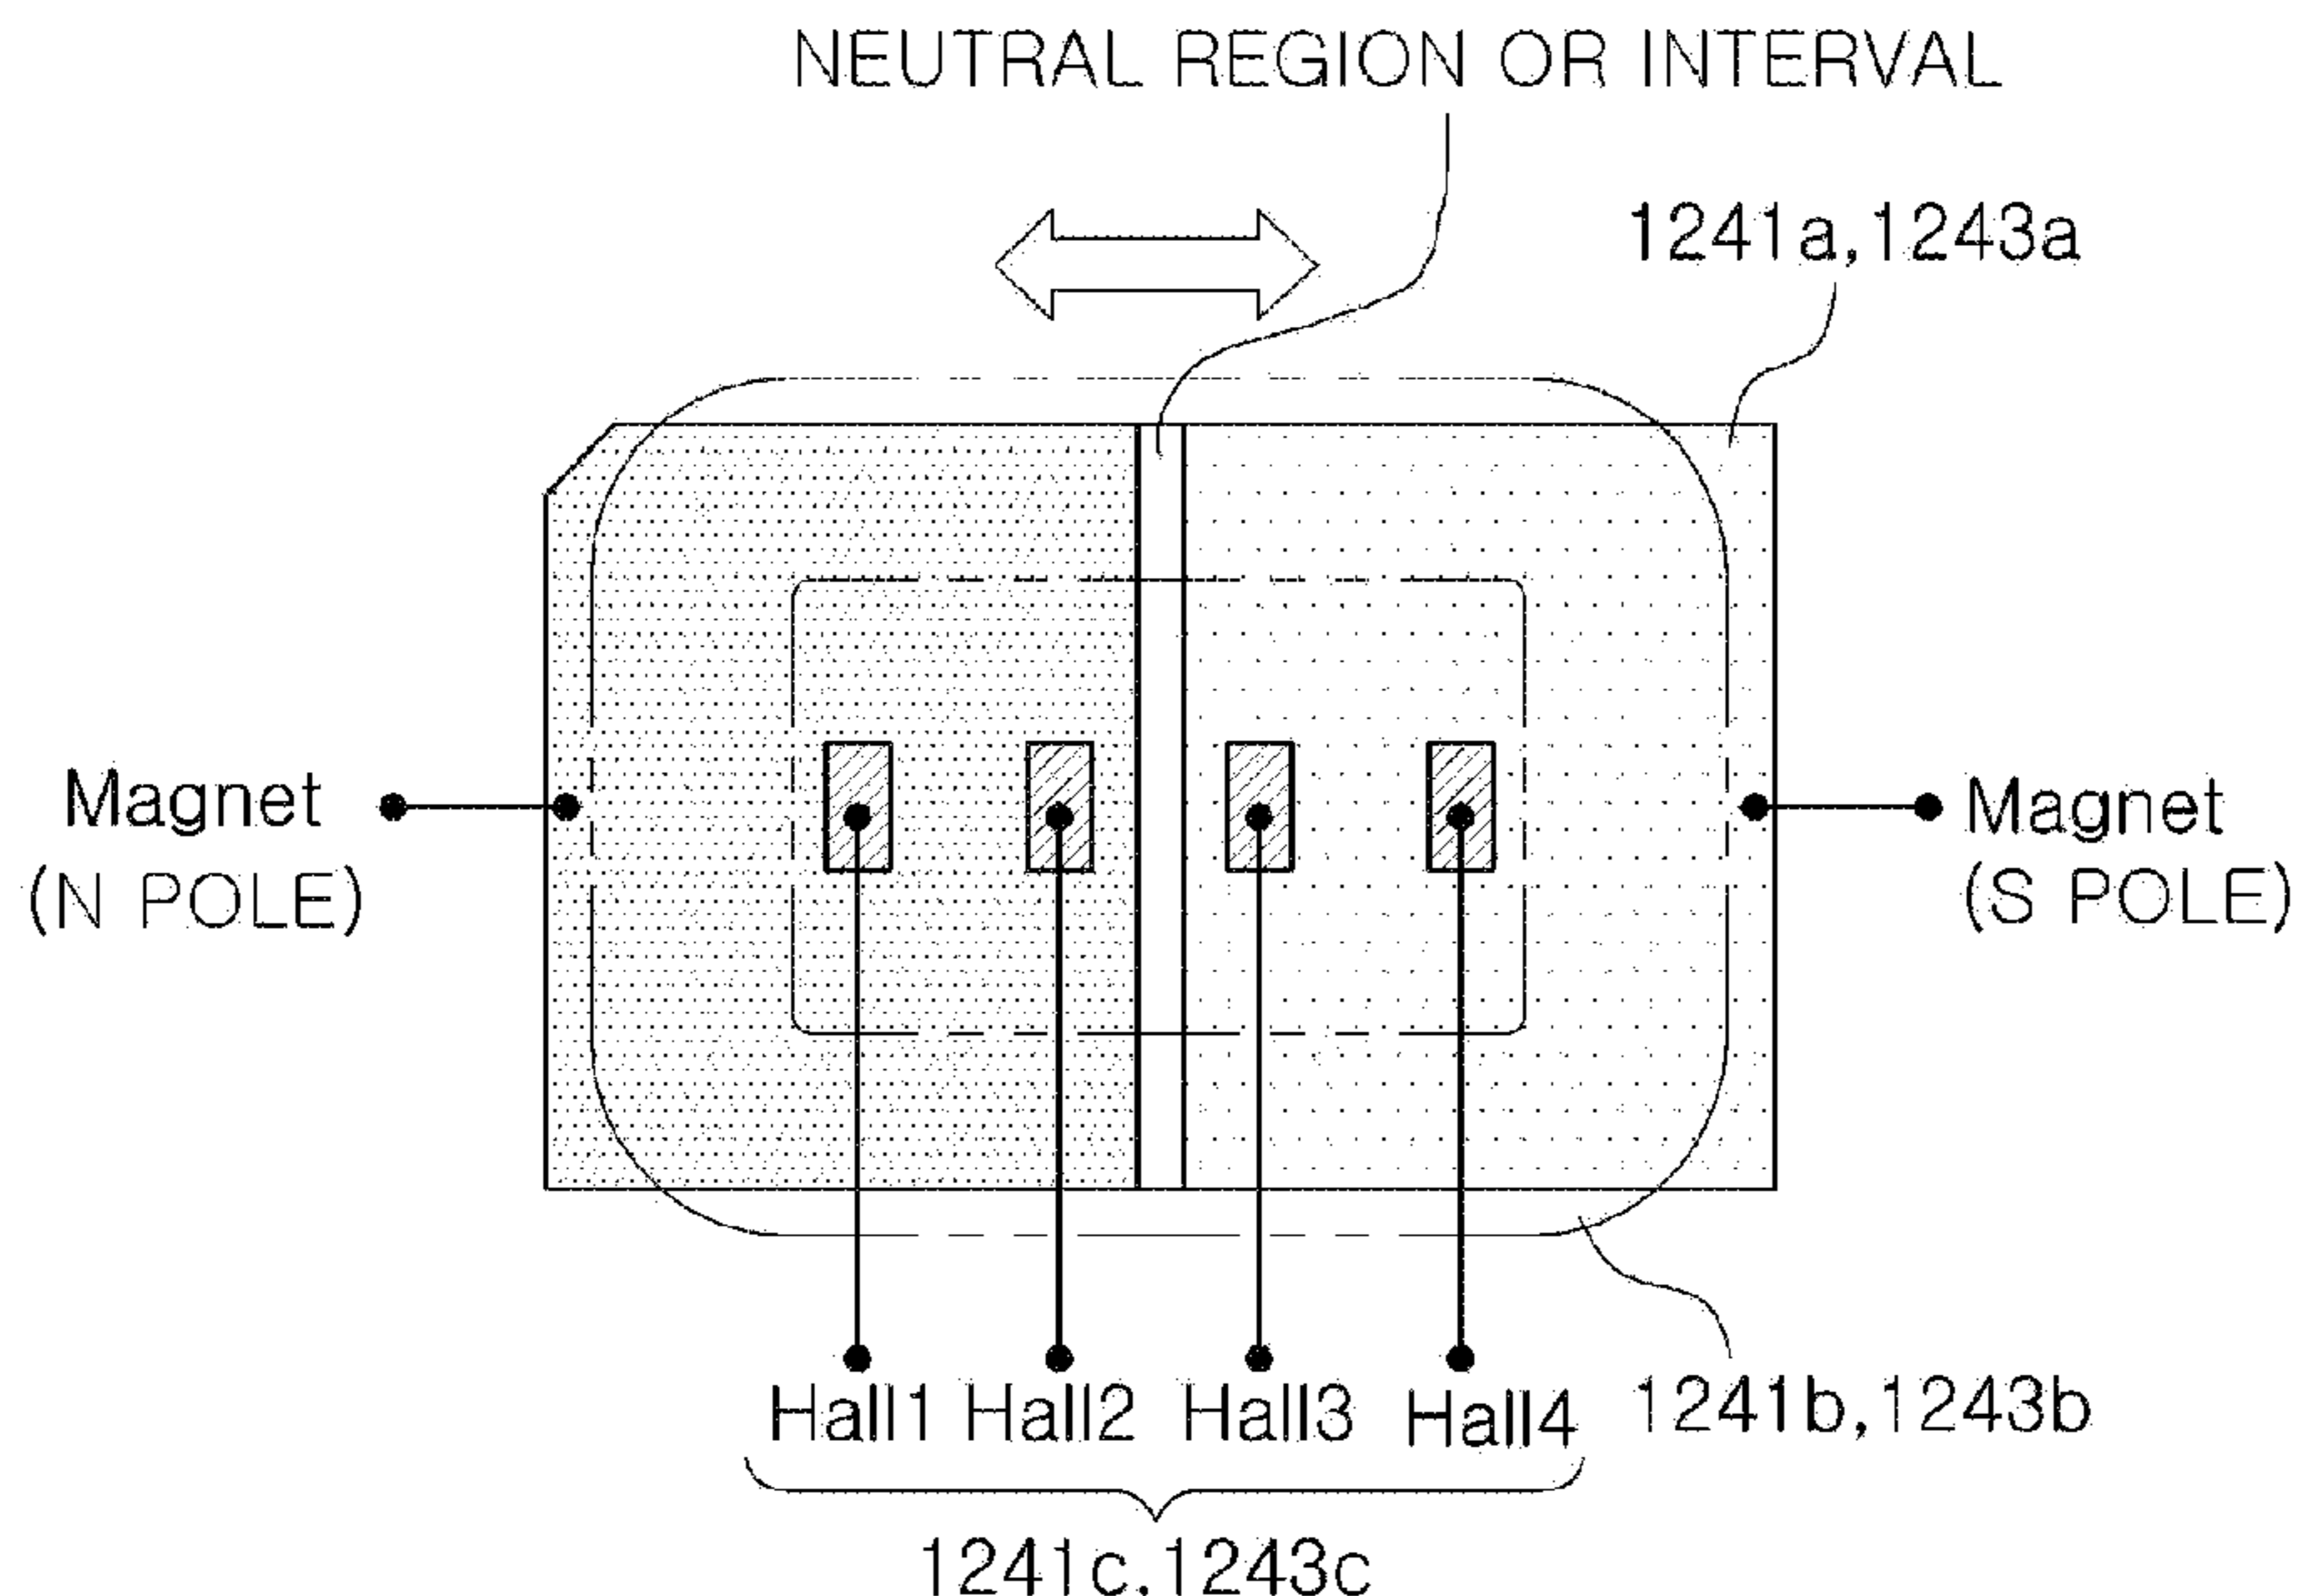 NEUTRAL REGION OR INTERVAL
1241a,1243a
Magnet
(N POLE)
Magnet
(S POLE)
Hall1 Hall2 Hall3 Hall4
1241b,1243b
1241c,1243c